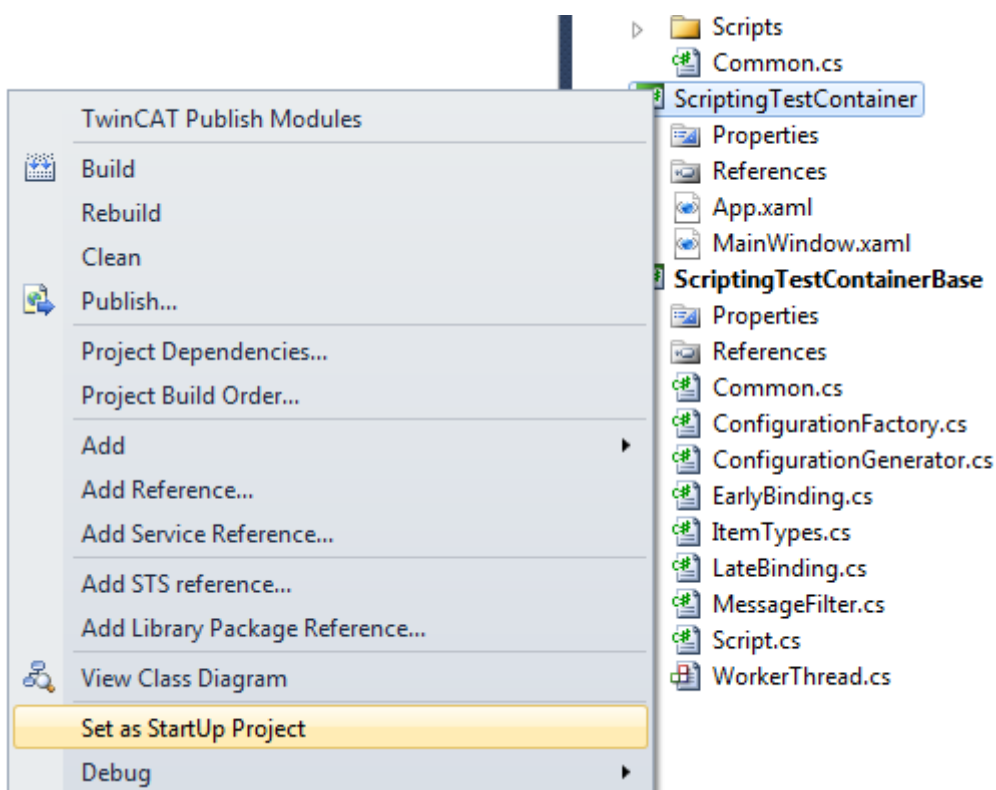 Scripts
Common.cs
ScriptingTestContainer
Properties
References
App.xaml
MainWindow.xaml
ScriptingTestContainerBase
Properties
References
Common.cs
ConfigurationFactory.cs
ConfigurationGenerator.cs
EarlyBinding.cs
ItemTypes.cs
LateBinding.cs
MessageFilter.cs
Script.cs
WorkerThread.cs
TwinCAT Publish Modules
Build
Rebuild
Clean
Publish...
Project Dependencies...
Project Build Order...
Add
Add Reference...
Add Service Reference...
Add STS reference...
Add Library Package Reference...
View Class Diagram
Set as StartUp Project
Debug